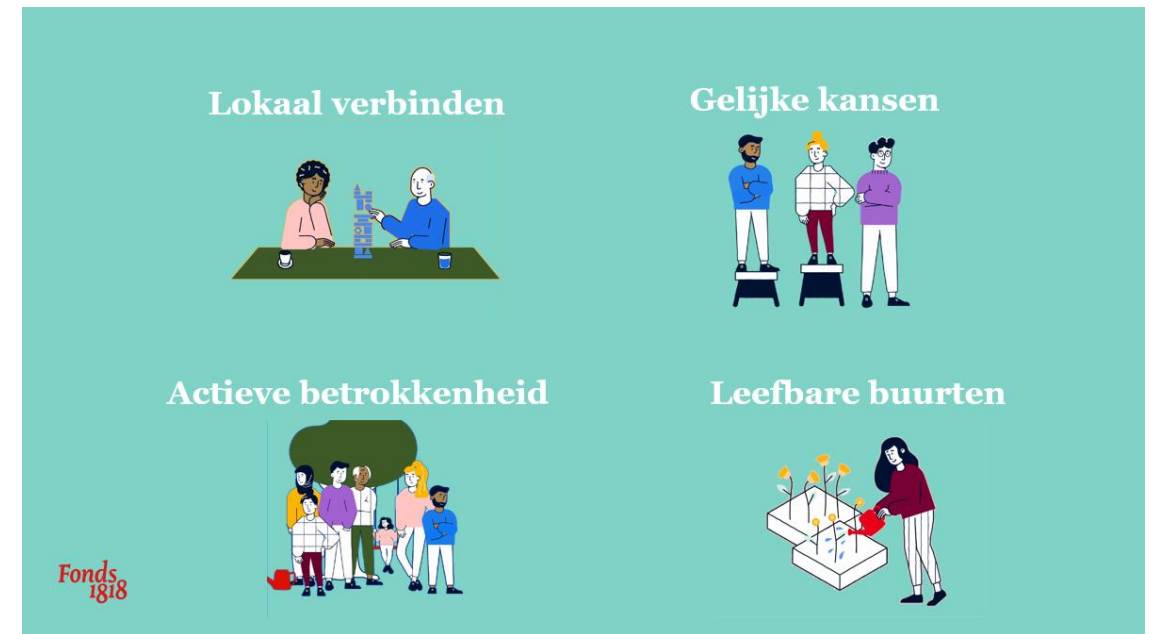 Lokaal verbinden
Gelijke kansen
Actieve betrokkenheid
Leefbare buurten
Fonds
1818